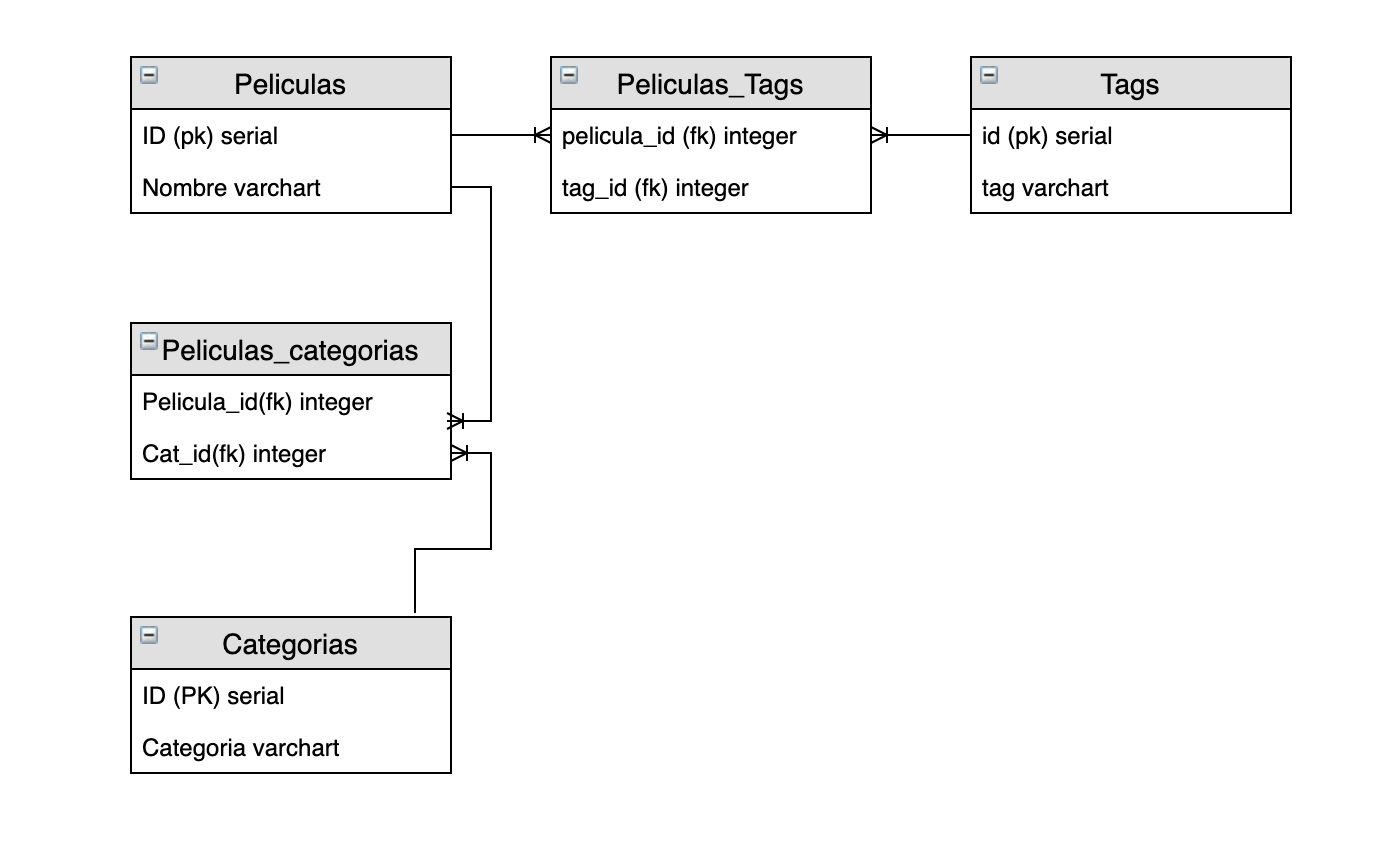 Peliculas
ID (pk) serial
Nombre varchart
Peliculas_Tags
pelicula_id (fk) integer
tag_id (fk) integer
Tags
id (pk) serial
tag varchart
Peliculas_categorias
Pelicula_id(fk) integer
Cat_id(fk) integer
Categorias
ID (PK) serial
Categoria varchart